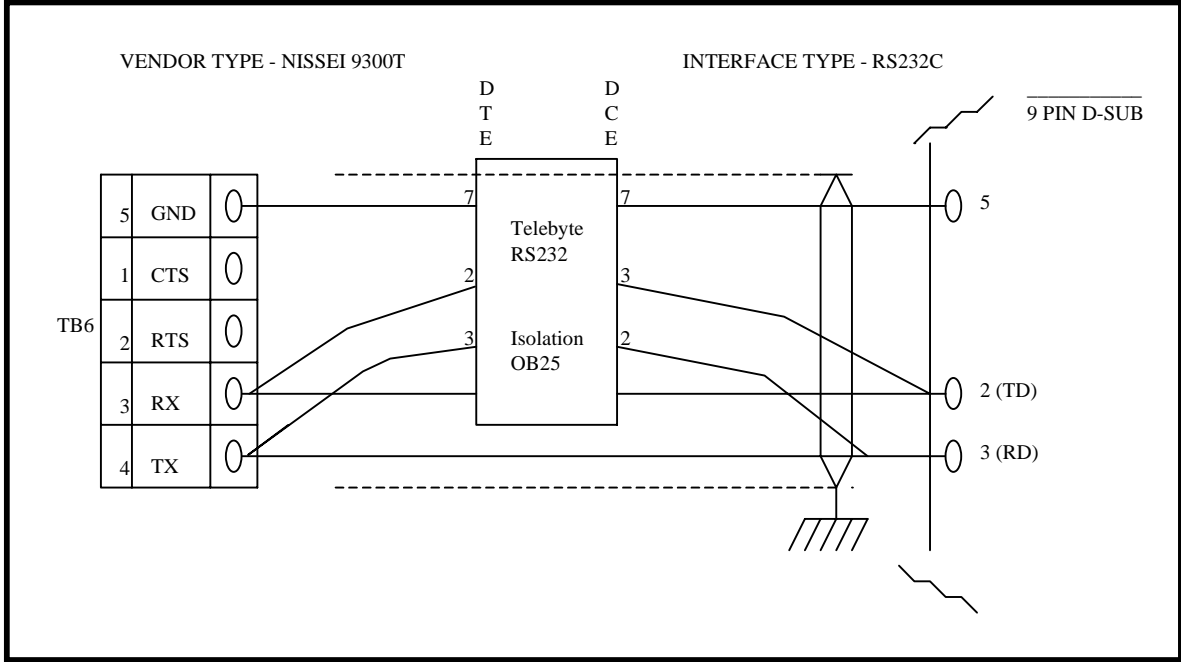 VENDOR TYPE - NISSEI 9300T
INTERFACE TYPE - RS232C
D
T
E
D
C
E
9 PIN D-SUB
TB6
5 GND
1 CTS
2 RTS
3 RX
4 TX
7
2
3
Telebyte
RS232
Isolation
OB25
7
3
2
5
2 (TD)
3 (RD)